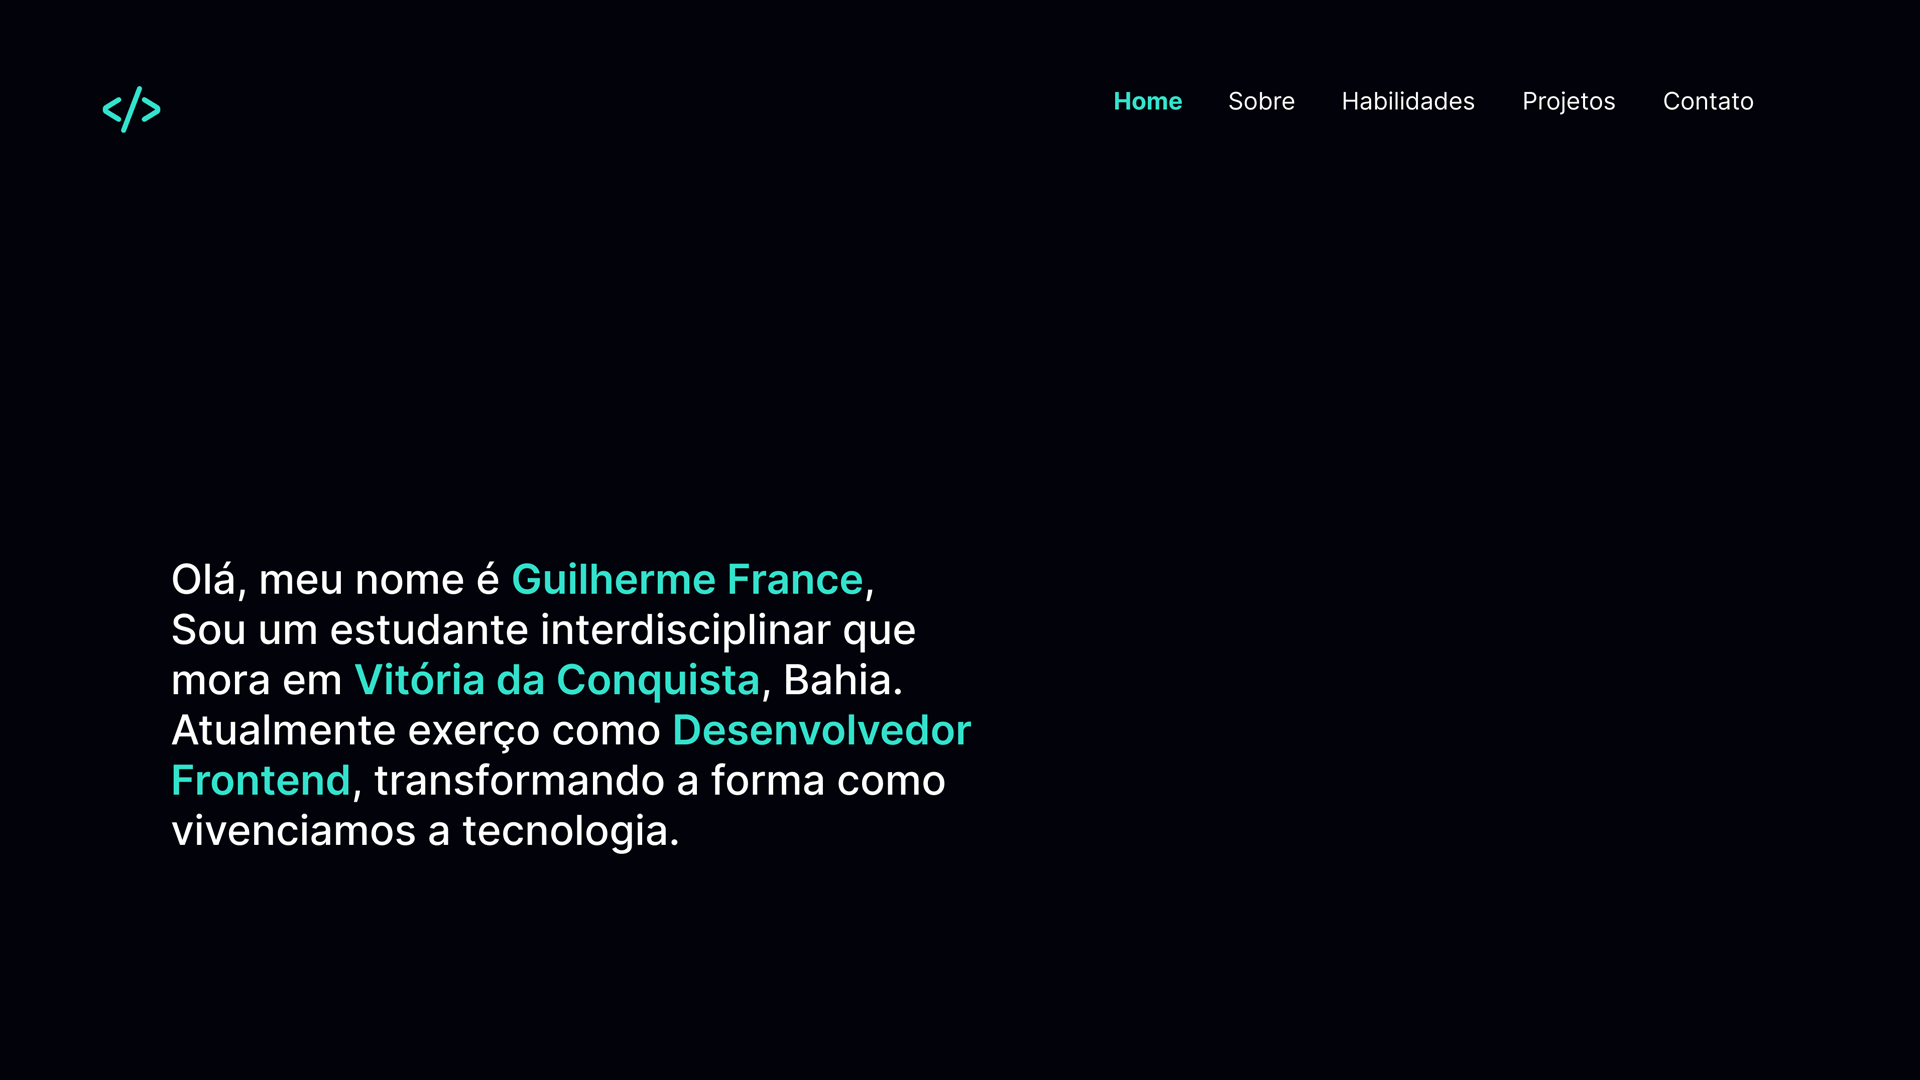 </>
Home Sobre Habilidades Projetos Contato
Olá, meu nome é Guilherme France,
Sou um estudante interdisciplinar que
mora em Vitória da Conquista, Bahia.
Atualmente exerço como Desenvolvedor
Frontend, transformando a forma como
vivenciamos a tecnologia.